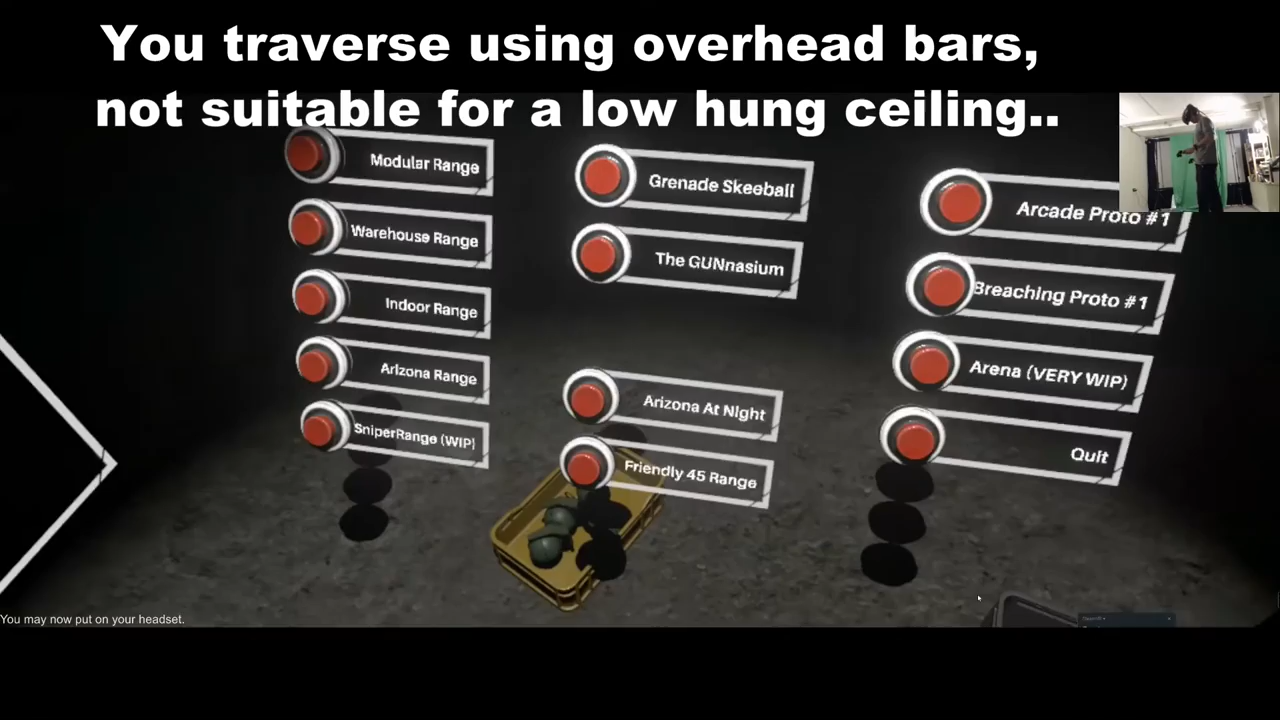 You traverse using overhead bars,
not suitable for a low hung ceiling..
Modular Range
Warehouse Range
Indoor Range
Arizona Range
SniperRange (WIP)
Grenade Skeeball
The GUNnasium
Arizona At Night
Friendly 45 Range
Arcade Proto #1
Breaching Proto #1
Arena (VERY WIP)
Quit
You may now put on your headset.